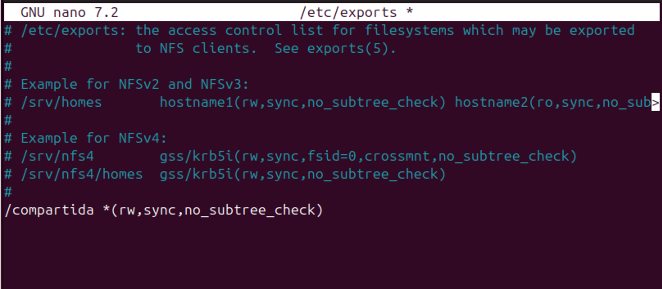 GNU nano 7.2 /etc/exports *
# /etc/exports: the access control list for filesystems which may be exported
# to NFS clients. See exports(5).
#
# Example for NFSv2 and NFSv3:
# /srv/homes hostname1(rw,sync,no_subtree_check) hostname2(ro,sync,no_sub>
#
# Example for NFSv4:
# /srv/nfs4 gss/krb5i(rw,sync,fsid=0,crossmnt,no_subtree_check)
# /srv/nfs4/homes gss/krb5i(rw,sync,no_subtree_check)
#
/compartida *(rw,sync,no_subtree_check)